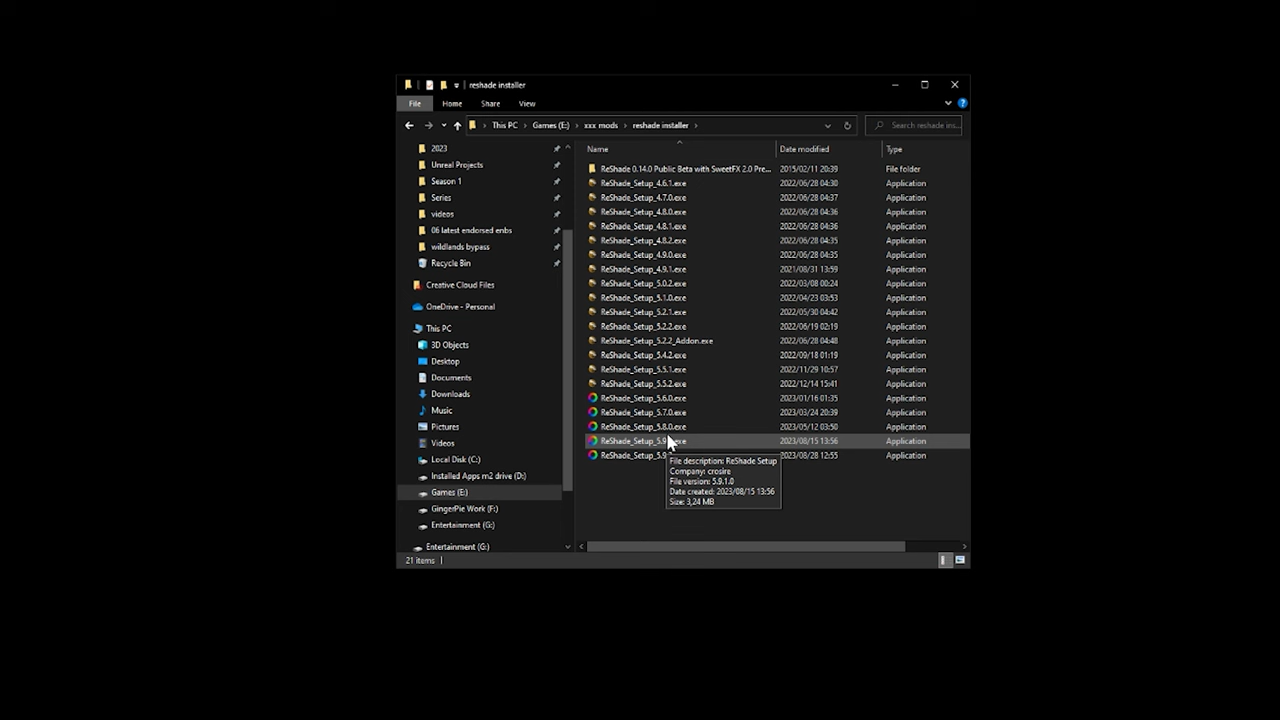 reshade installer
File Home Share View
This PC > Games (E:) > xxx mods > reshade installer > Search reshade ins...
Name Date modified Type
2023
Unreal Projects
Season 1
Series
videos
06 latest endorsed enbs
wildlands bypass
Recycle Bin
Creative Cloud Files
OneDrive - Personal
This PC
3D Objects
Desktop
Documents
Downloads
Music
Pictures
Videos
Local Disk (C:)
Installed Apps m2 drive (D:)
Games (E:)
GingerPie Work (F:)
Entertainment (G:)
Entertainment (G:)
ReShade 0.14.0 Public Beta with SweetFX 2.0 Pre... 2015/02/11 20:39 File folder
ReShade_Setup_4.6.1.exe 2022/06/28 04:30 Application
ReShade_Setup_4.7.0.exe 2022/06/28 04:37 Application
ReShade_Setup_4.8.0.exe 2022/06/28 04:36 Application
ReShade_Setup_4.8.1.exe 2022/06/28 04:36 Application
ReShade_Setup_4.8.2.exe 2022/06/28 04:35 Application
ReShade_Setup_4.9.0.exe 2022/06/28 04:35 Application
ReShade_Setup_4.9.1.exe 2021/08/31 13:59 Application
ReShade_Setup_5.0.2.exe 2022/03/08 00:24 Application
ReShade_Setup_5.1.0.exe 2022/04/23 03:53 Application
ReShade_Setup_5.2.1.exe 2022/05/30 04:42 Application
ReShade_Setup_5.2.2.exe 2022/06/19 02:19 Application
ReShade_Setup_5.2.2_Addon.exe 2022/06/28 04:48 Application
ReShade_Setup_5.4.2.exe 2022/09/18 01:19 Application
ReShade_Setup_5.5.1.exe 2022/11/29 10:57 Application
ReShade_Setup_5.5.2.exe 2022/12/14 15:41 Application
ReShade_Setup_5.6.0.exe 2023/01/16 01:35 Application
ReShade_Setup_5.7.0.exe 2023/03/24 20:39 Application
ReShade_Setup_5.8.0.exe 2023/05/12 03:50 Application
ReShade_Setup_5.9 exe 2023/08/15 13:56 Application
ReShade_Setup_5.9 2023/08/28 12:55 Application
File description: ReShade Setup
Company: crosire
File version: 5.9.1.0
Date created: 2023/08/15 13:56
Size: 3,24 MB
21 items